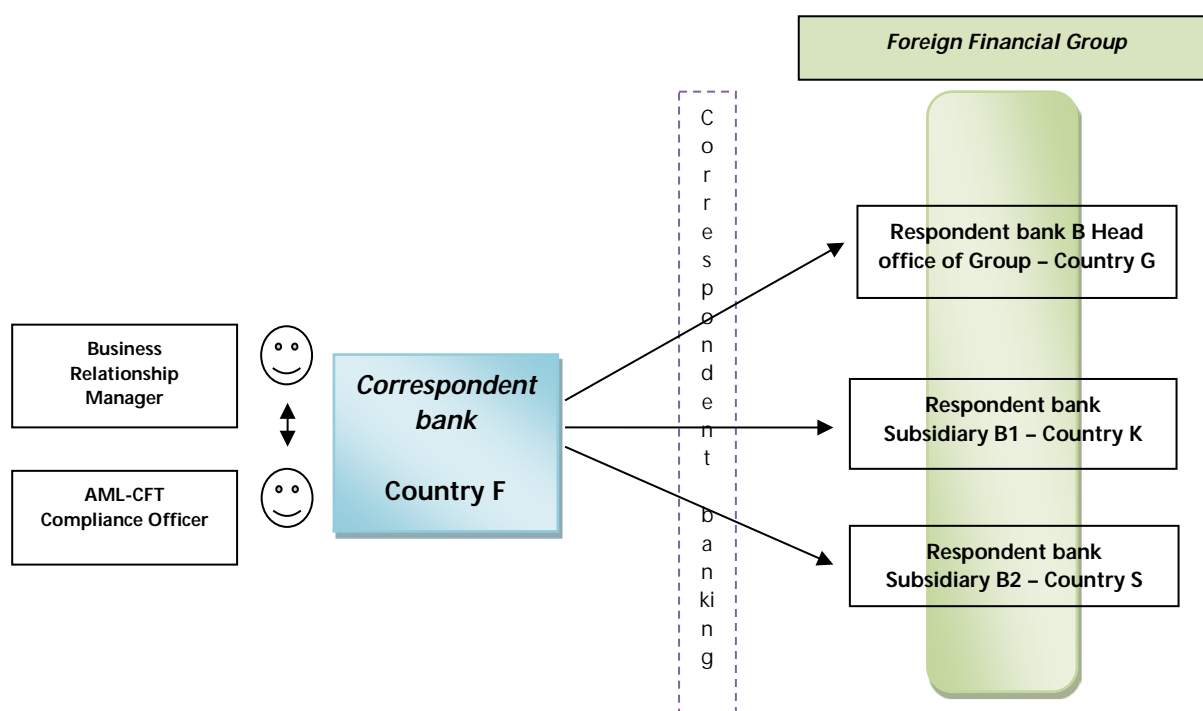 Foreign Financial Group
C
o
r
r
e
s
p
o
n
d
e
n
t
b
a
n
ki
n
g
Respondent bank B Head
office of Group – Country G
Business
Relationship
Manager
Correspondent
bank
Country F
Respondent bank
Subsidiary B1 – Country K
AML-CFT
Compliance Officer
Respondent bank
Subsidiary B2 – Country S